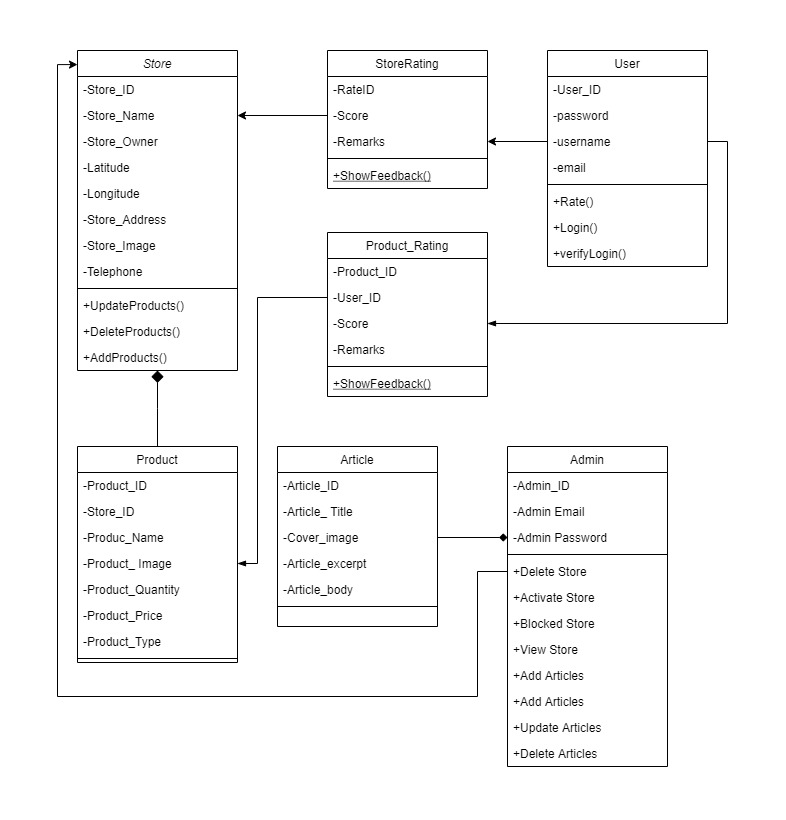 Store
-Store_ID
-Store_Name
-Store_Owner
-Latitude
-Longitude
-Store_Address
-Store_Image
-Telephone
+UpdateProducts()
+DeleteProducts()
+AddProducts()
StoreRating
-RateID
-Score
-Remarks
+ShowFeedback()
User
-User_ID
-password
-username
-email
+Rate()
+Login()
+verifyLogin()
Product_Rating
-Product_ID
-User_ID
-Score
-Remarks
+ShowFeedback()
Product
-Product_ID
-Store_ID
-Produc_Name
-Product_ Image
-Product_Quantity
-Product_Price
-Product_Type
Article
-Article_ID
-Article_ Title
-Cover_image
-Article_excerpt
-Article_body
Admin
-Admin_ID
-Admin Email
-Admin Password
+Delete Store
+Activate Store
+Blocked Store
+View Store
+Add Articles
+Add Articles
+Update Articles
+Delete Articles